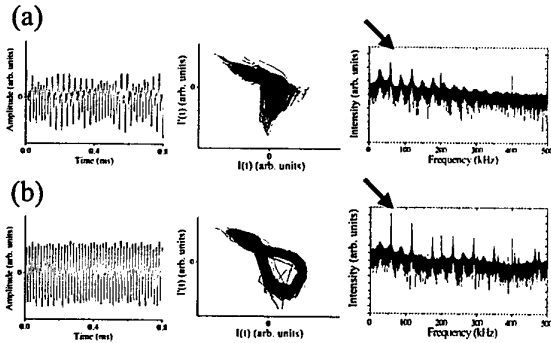 (a)
Amplitude (arb. units)
0
0.0 0.4 0.8
Time (ms)
I'(t) (arb. units)
0
0
I(t) (arb. units)
Intensity (arb. units)
0 100 200 300 400 500
Frequency (kHz)
(b)
Amplitude (arb. units)
0
0.0 0.4 0.8
Time (ms)
I'(t) (arb. units)
0
0
I(t) (arb. units)
Intensity (arb. units)
0 100 200 300 400 500
Frequency (kHz)